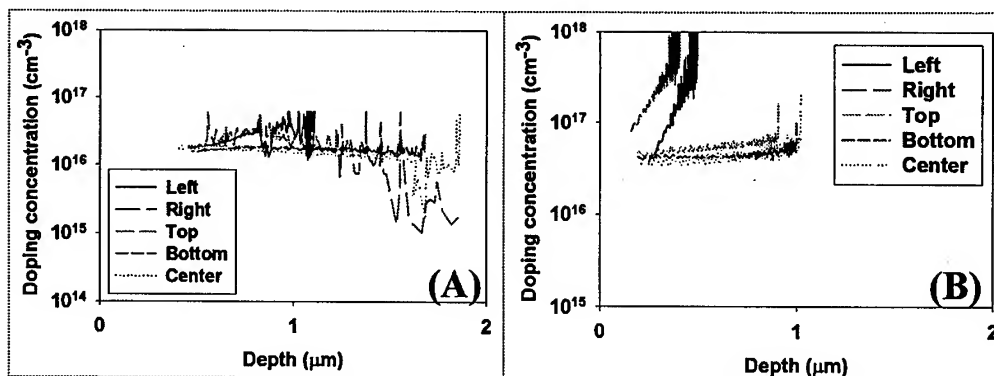 Doping concentration (cm⁻³)
10¹⁸
10¹⁷
10¹⁶
10¹⁵
10¹⁴
Left
Right
Top
Bottom
Center
(A)
0
1
2
Depth (μm)
Doping concentration (cm⁻³)
10¹⁸
10¹⁷
10¹⁶
10¹⁵
Left
Right
Top
Bottom
Center
(B)
0
1
2
Depth (μm)